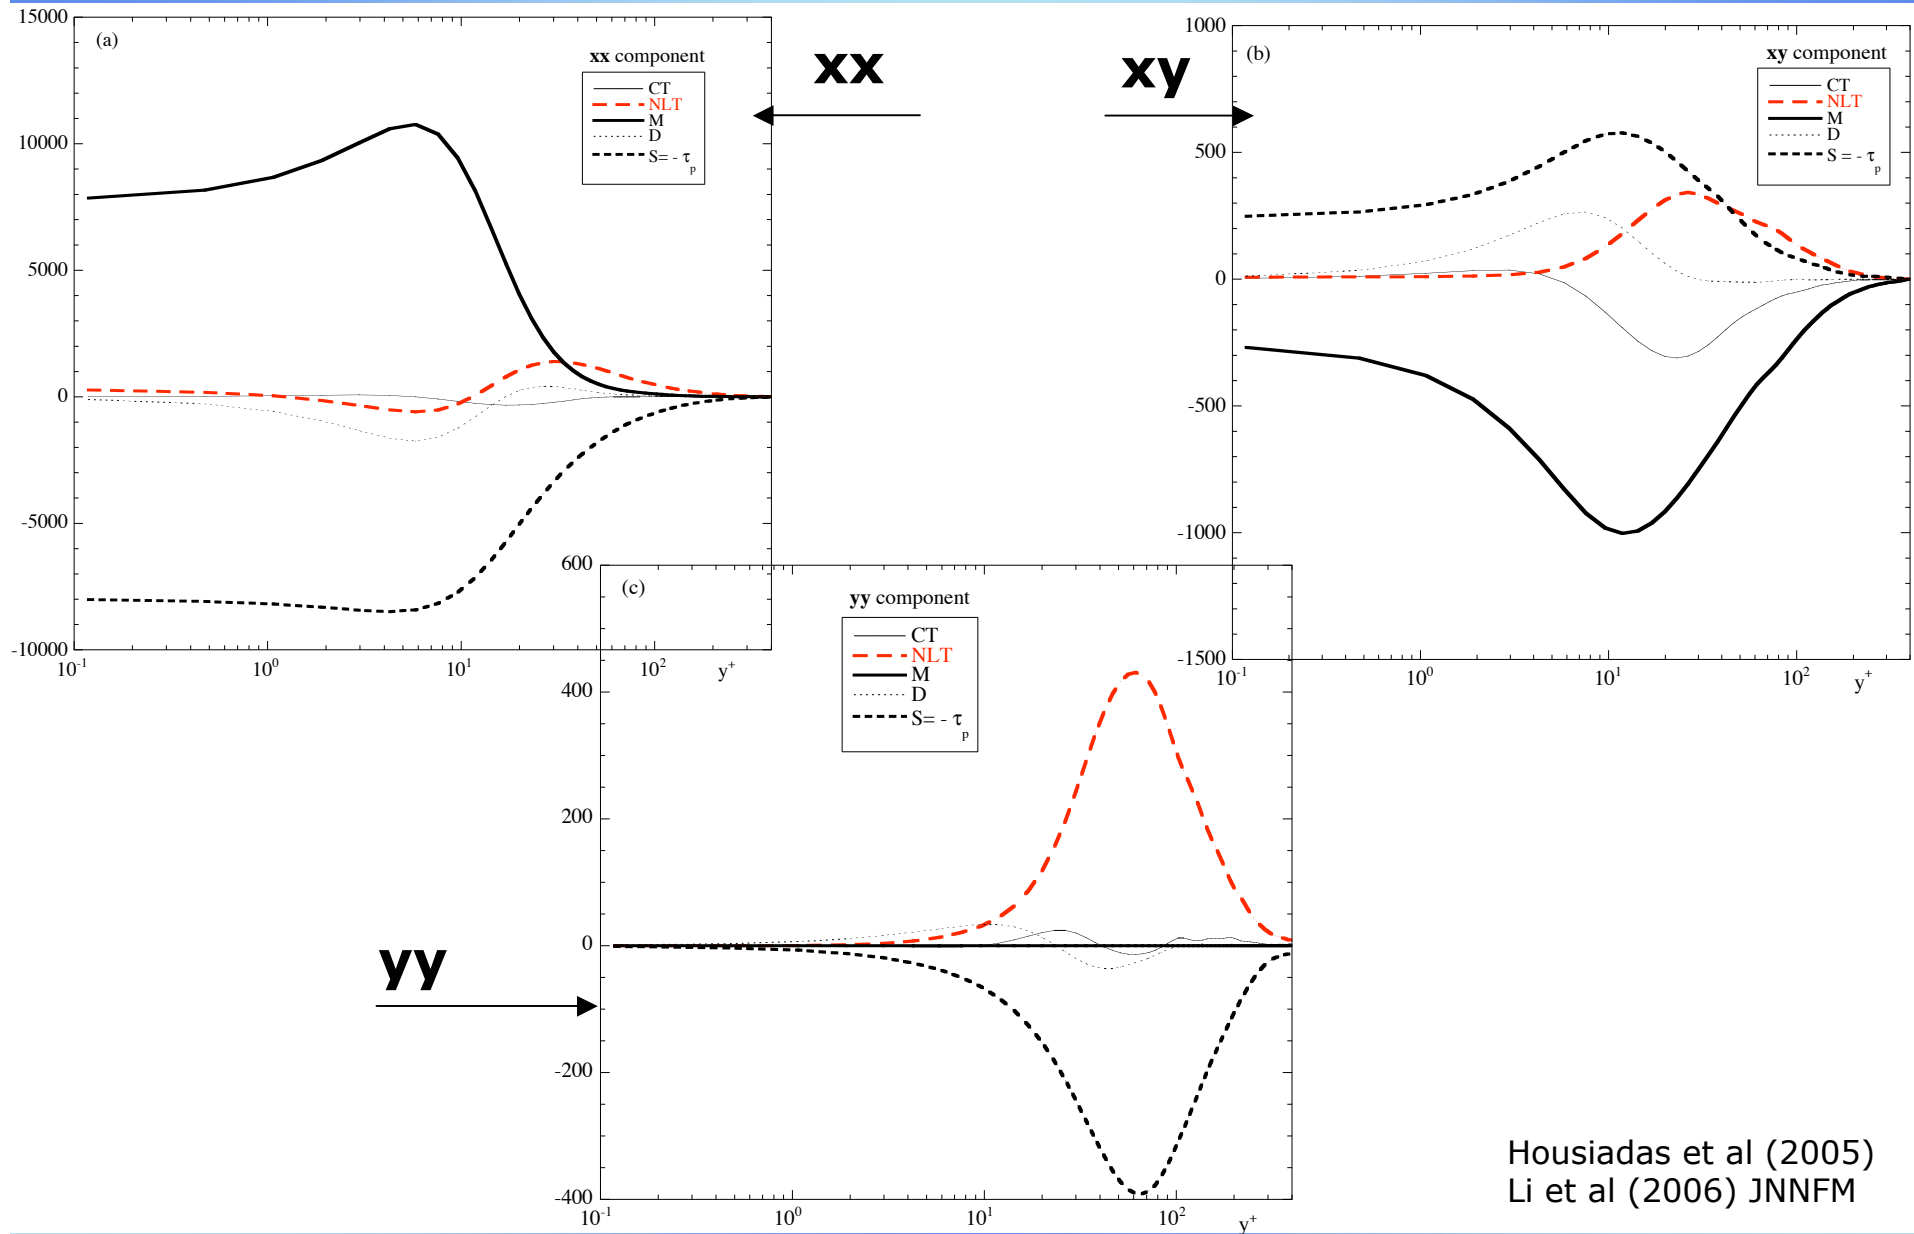 15000
10000
5000
0
-5000
-10000
10-1
100
101
102
y+
(a)
xx component
CT
NLT
M
D
S= - τp
xx
xy
1000
500
0
-500
-1000
-1500
10-1
100
101
102
y+
(b)
xy component
CT
NLT
M
D
S = - τp
600
400
200
0
-200
-400
10-1
100
101
102
y+
(c)
yy component
CT
NLT
M
D
S= - τp
yy
Housiadas et al (2005)
Li et al (2006) JNNFM